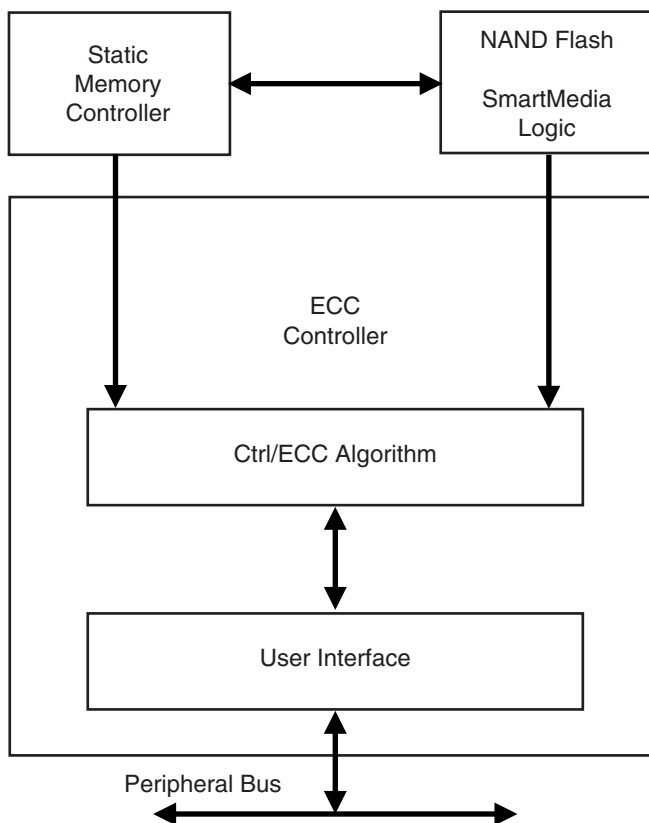 Static
Memory
Controller
NAND Flash
SmartMedia
Logic
ECC
Controller
Ctrl/ECC Algorithm
User Interface
Peripheral Bus